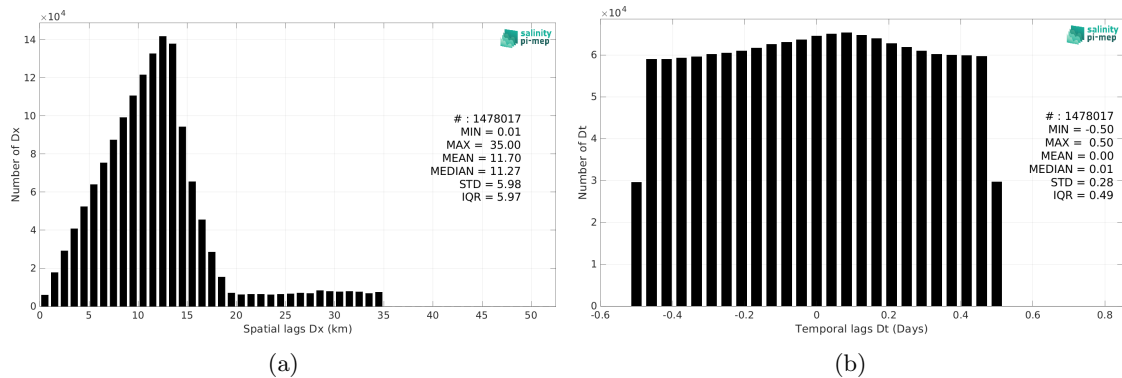 ×10⁴
14
12
10
8
6
4
2
0
Number of Dx
0 5 10 15 20 25 30 35 40 45 50
Spatial lags Dx (km)
salinity
pi-mep
# : 1478017
MIN = 0.01
MAX = 35.00
MEAN = 11.70
MEDIAN = 11.27
STD = 5.98
IQR = 5.97
(a)
×10⁴
6
5
4
3
2
1
0
Number of Dt
-0.6 -0.4 -0.2 0 0.2 0.4 0.6 0.8
Temporal lags Dt (Days)
salinity
pi-mep
# : 1478017
MIN = -0.50
MAX = 0.50
MEAN = 0.00
MEDIAN = 0.01
STD = 0.28
IQR = 0.49
(b)